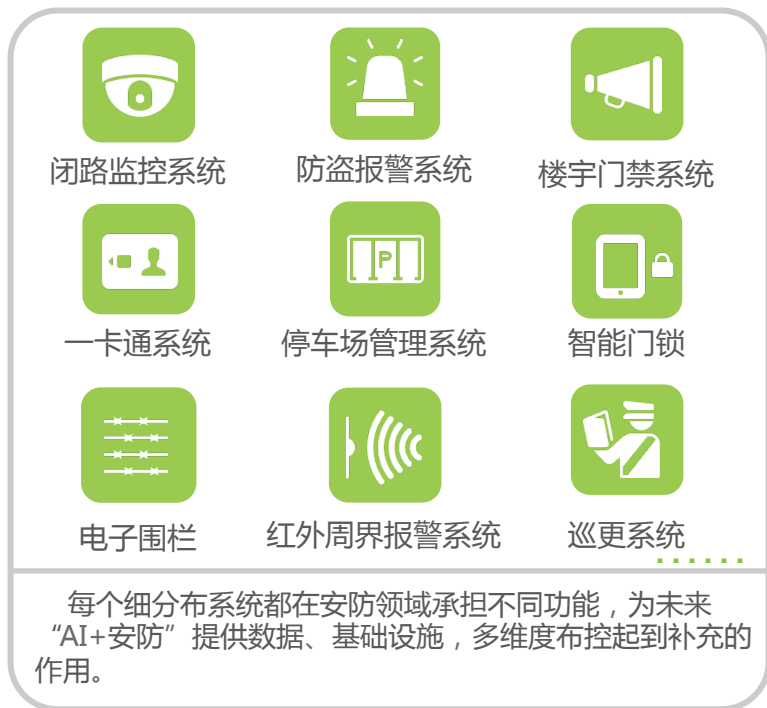 闭路监控系统
防盗报警系统
楼宇门禁系统
P
一卡通系统
停车场管理系统
智能门锁
电子围栏
红外周界报警系统
巡更系统
......
每个细分布系统都在安防领域承担不同功能，为未来
“AI+安防”提供数据、基础设施，多维度布控起到补充的
作用。